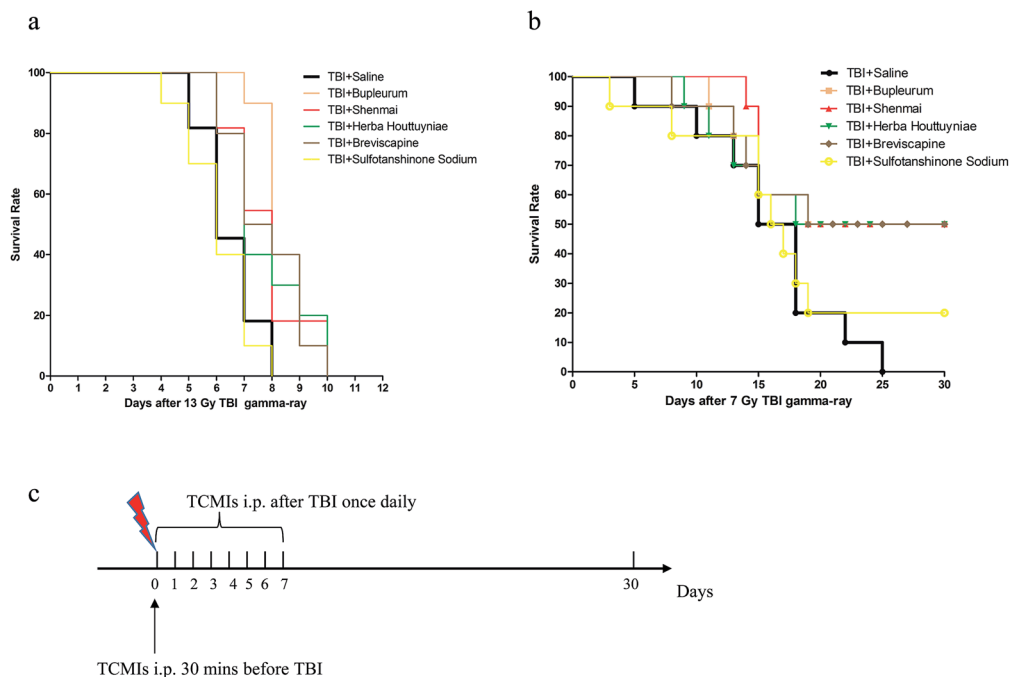 a
100
80
60
40
20
0
Survival Rate
0 1 2 3 4 5 6 7 8 9 10 11 12
Days after 13 Gy TBI gamma-ray
TBI+Saline
TBI+Bupleurum
TBI+Shenmai
TBI+Herba Houttuyniae
TBI+Breviscapine
TBI+Sulfotanshinone Sodium
b
100
90
80
70
60
50
40
30
20
10
0
Survival Rate
0 5 10 15 20 25 30
Days after 7 Gy TBI gamma-ray
TBI+Saline
TBI+Bupleurum
TBI+Shenmai
TBI+Herba Houttuyniae
TBI+Breviscapine
TBI+Sulfotanshinone Sodium
c
TCMIs i.p. after TBI once daily
0 1 2 3 4 5 6 7 30
Days
TCMIs i.p. 30 mins before TBI